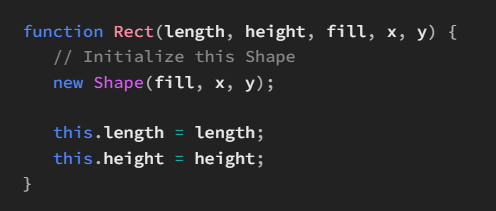 function Rect(length, height, fill, x, y) {
// Initialize this Shape
new Shape(fill, x, y);
this.length = length;
this.height = height;
}